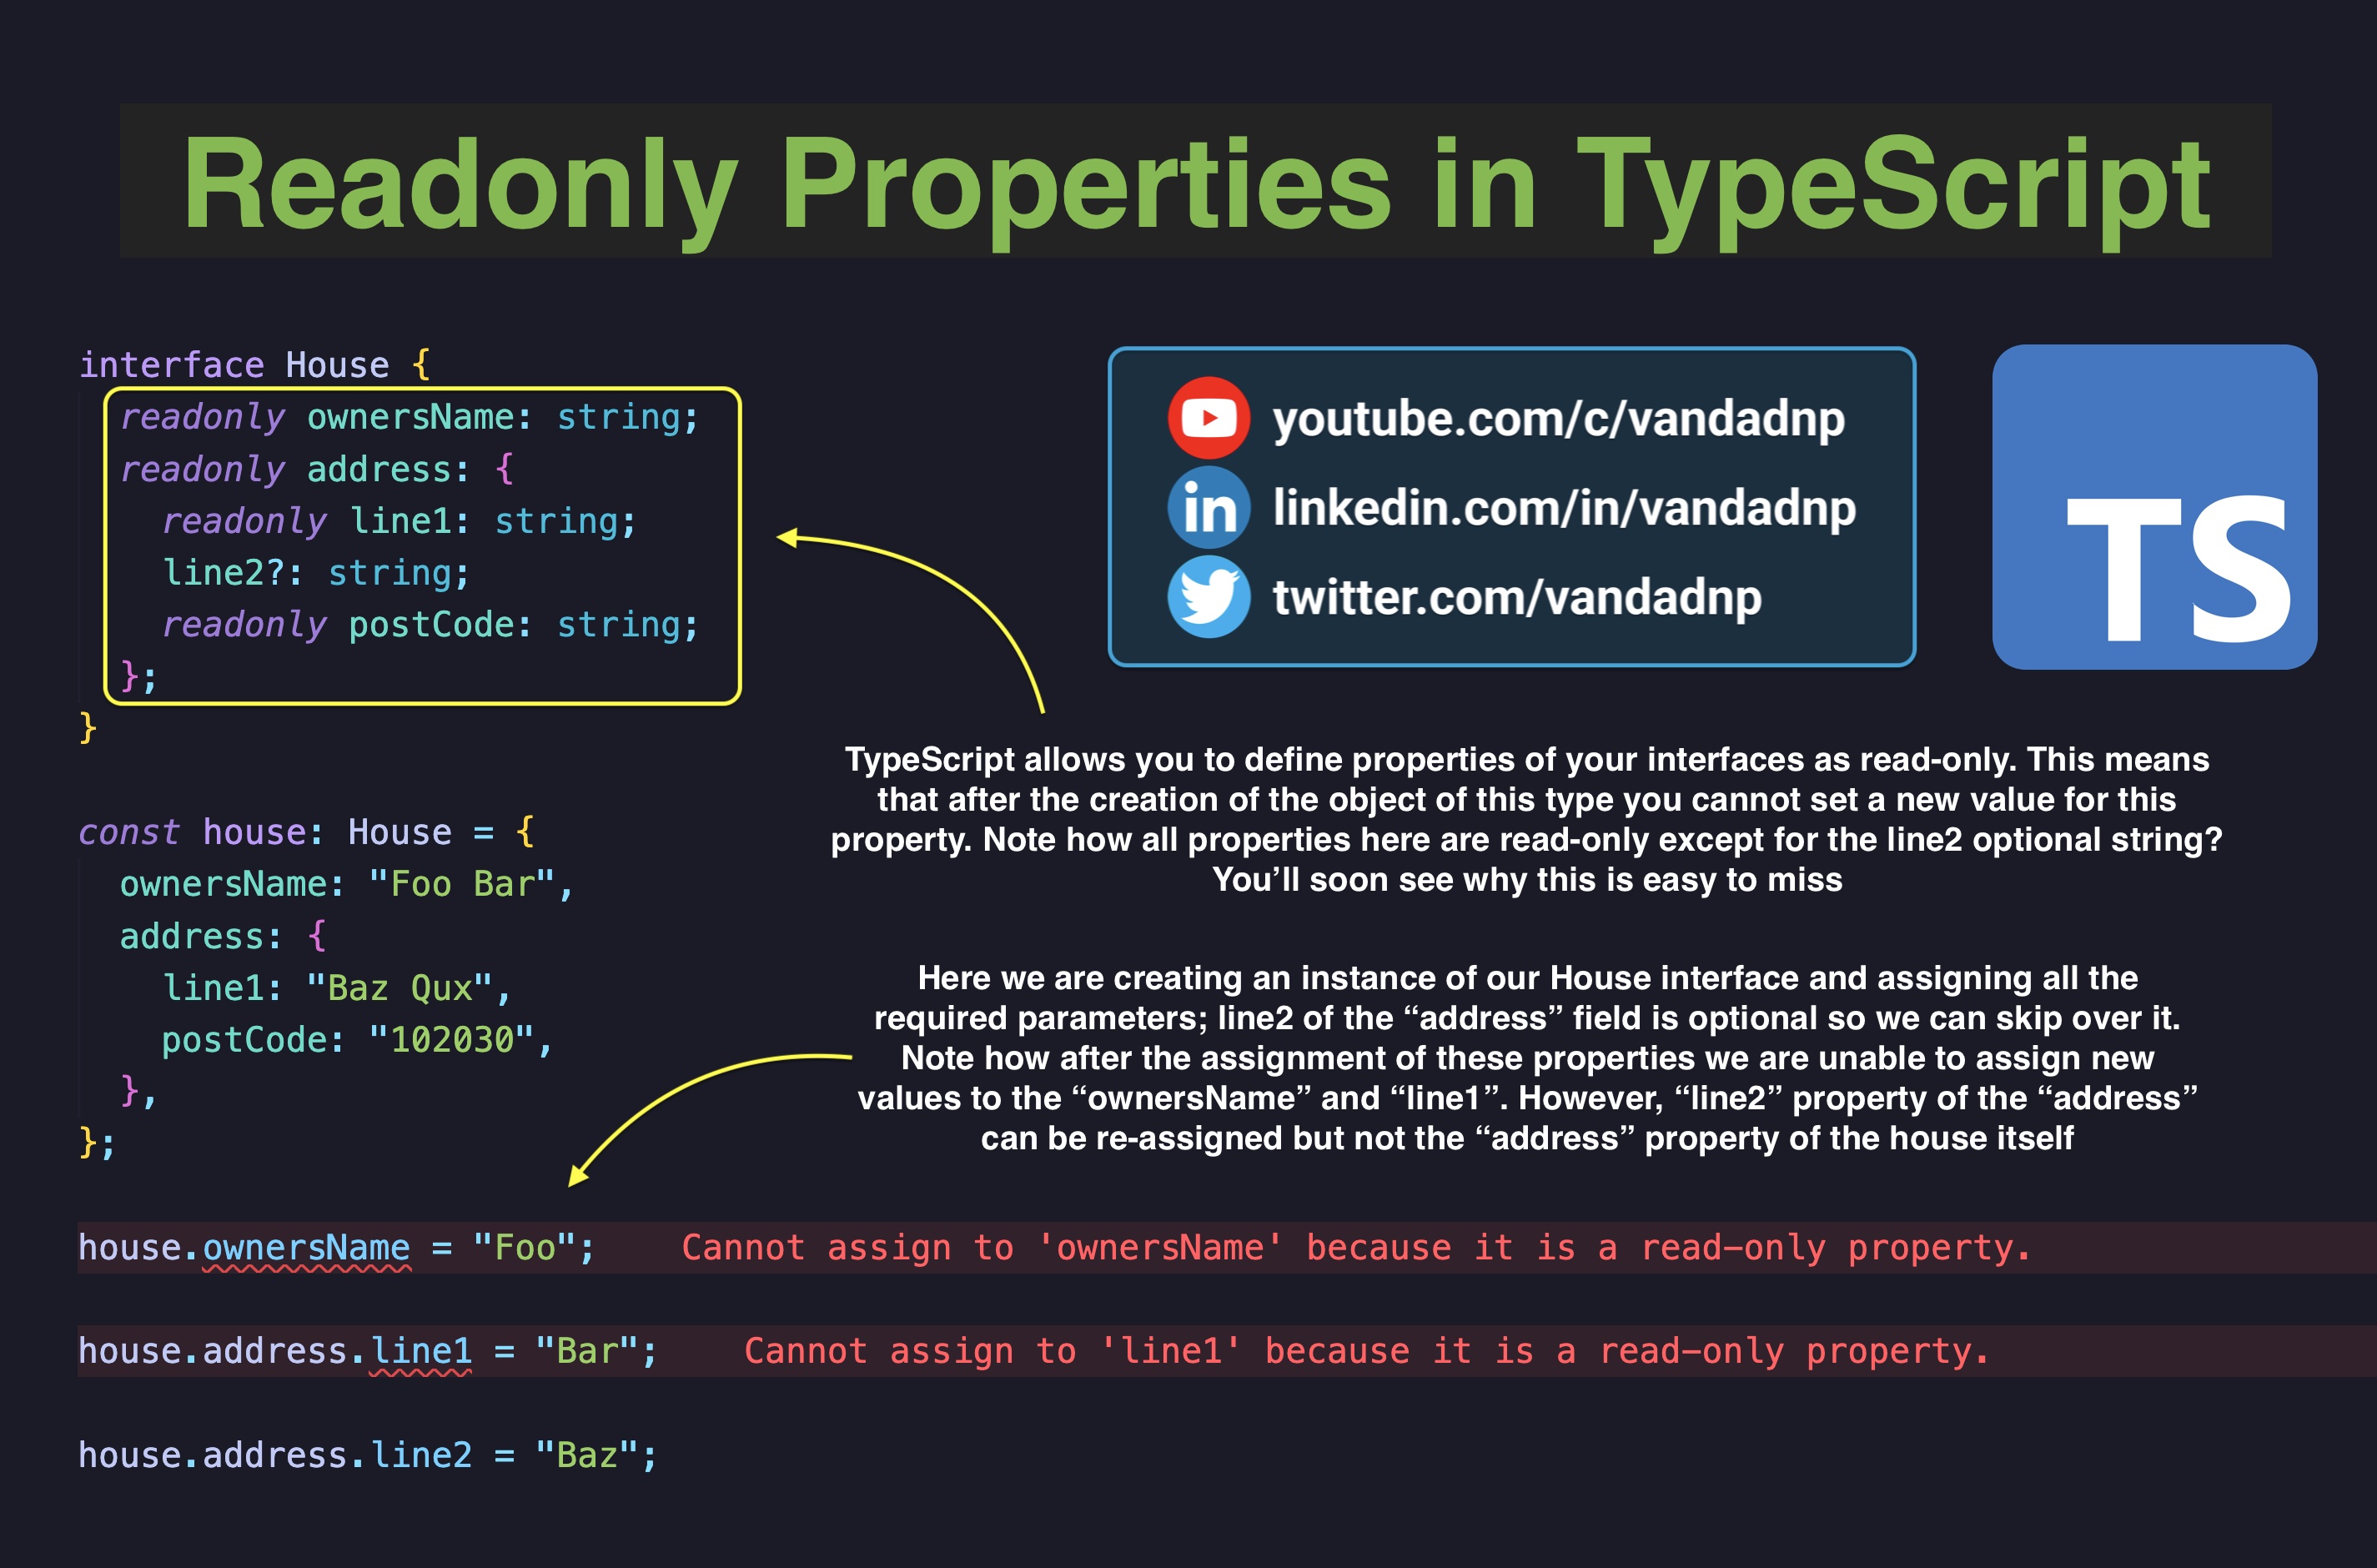 Readonly Properties in TypeScript
interface House {
readonly ownersName: string;
readonly address: {
readonly line1: string;
line2?: string;
readonly postCode: string;
};
}
youtube.com/c/vandadnp
in linkedin.com/in/vandadnp
twitter.com/vandadnp
TS
TypeScript allows you to define properties of your interfaces as read-only. This means
that after the creation of the object of this type you cannot set a new value for this
property. Note how all properties here are read-only except for the line2 optional string?
You’ll soon see why this is easy to miss
const house: House = {
ownersName: "Foo Bar",
address: {
line1: "Baz Qux",
postCode: "102030",
},
};
Here we are creating an instance of our House interface and assigning all the
required parameters; line2 of the “address” field is optional so we can skip over it.
Note how after the assignment of these properties we are unable to assign new
values to the “ownersName” and “line1”. However, “line2” property of the “address”
can be re-assigned but not the “address” property of the house itself
house.ownersName = "Foo"; Cannot assign to 'ownersName' because it is a read-only property.
house.address.line1 = "Bar"; Cannot assign to 'line1' because it is a read-only property.
house.address.line2 = "Baz";